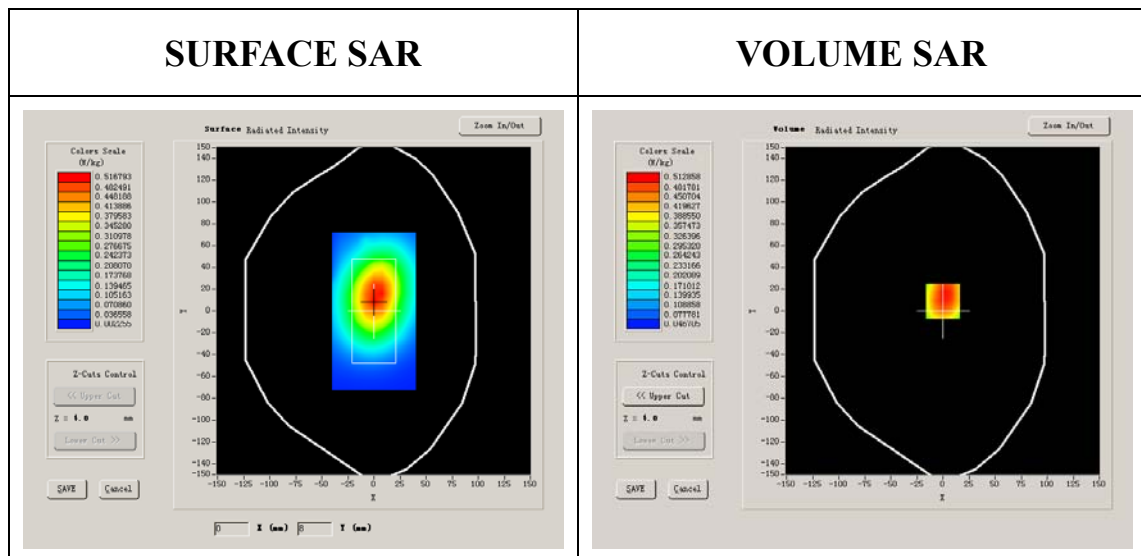 SURFACE SAR
VOLUME SAR
Surface Radiated Intensity
Zoom In/Out
Colors Scale
(W/kg)
0.516793
0.482491
0.448188
0.413886
0.379583
0.345280
0.310978
0.276675
0.242373
0.208070
0.173768
0.139465
0.105163
0.070860
0.036558
0.002255
150
140
120
100
80
60
40
20
0
-20
-40
-60
-80
-100
-120
-140
-150
Y
-150 -125 -100 -75 -50 -25 0 25 50 75 100 125 150
X
Z-Cuts Control
<< Upper Cut
Z = 4.0 mm
Lower Cut >>
SAVE Cancel
0 X (mm) 8 Y (mm)
Volume Radiated Intensity
Zoom In/Out
Colors Scale
(W/kg)
0.512858
0.481781
0.450704
0.419627
0.388550
0.357473
0.326396
0.295320
0.264243
0.233166
0.202089
0.171012
0.139935
0.108858
0.077781
0.046705
150
140
120
100
80
60
40
20
0
-20
-40
-60
-80
-100
-120
-140
-150
Y
-150 -125 -100 -75 -50 -25 0 25 50 75 100 125 150
X
Z-Cuts Control
<< Upper Cut
Z = 4.0 mm
Lower Cut >>
SAVE Cancel